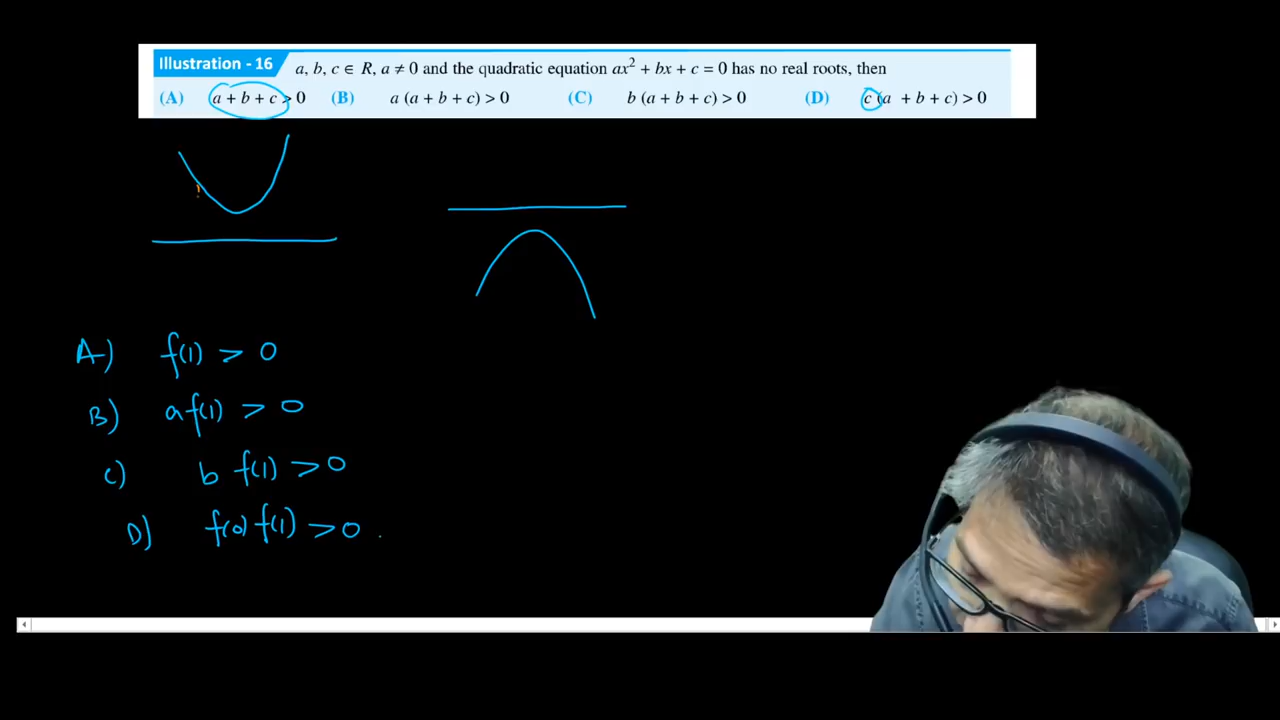 Illustration - 16 a, b, c ∈ R, a ≠ 0 and the quadratic equation ax² + bx + c = 0 has no real roots, then
(A) a + b + c > 0 (B) a (a + b + c) > 0 (C) b (a + b + c) > 0 (D) c (a + b + c) > 0
A) f(1) > 0
B) a f(1) > 0
C) b f(1) > 0
D) f(0) f(1) > 0